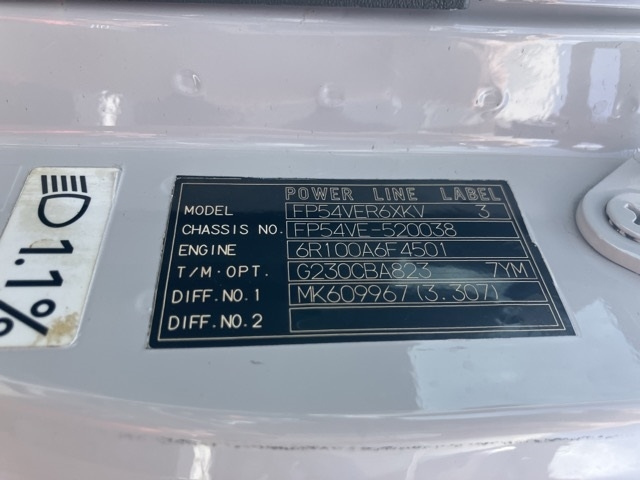 POWER LINE LABEL
MODEL FP54VER6XKV 3
CHASSIS NO. FP54VE-520038
ENGINE 6R100A6F4501
T/M·OPT. G230CBA823 7YM
DIFF.NO.1 MK609967(3.307)
DIFF.NO.2
1.1%